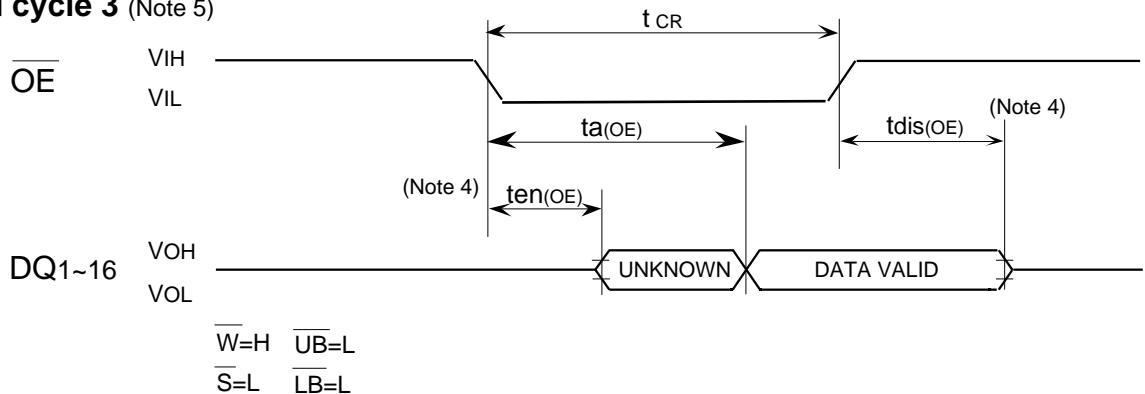 cycle 3 (Note 5)
t CR
OE
VIH
VIL
ta(OE)
tdis(OE)
(Note 4)
(Note 4)
ten(OE)
DQ1~16
VOH
VOL
UNKNOWN
DATA VALID
W=H UB=L
S=L LB=L